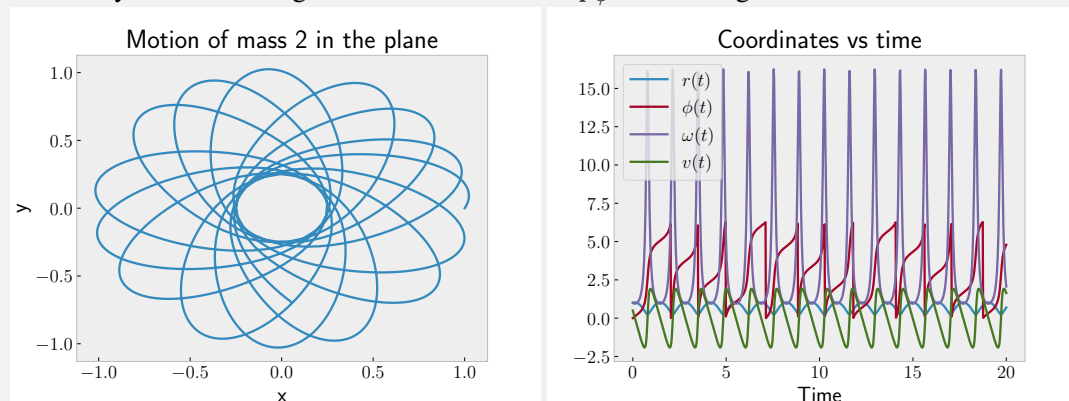 Motion of mass 2 in the plane
1.0
0.5
0.0
−0.5
−1.0
y
−1.0 −0.5 0.0 0.5 1.0
x
Coordinates vs time
r(t)
ϕ(t)
ω(t)
v(t)
15.0
12.5
10.0
7.5
5.0
2.5
0.0
−2.5
0 5 10 15 20
Time